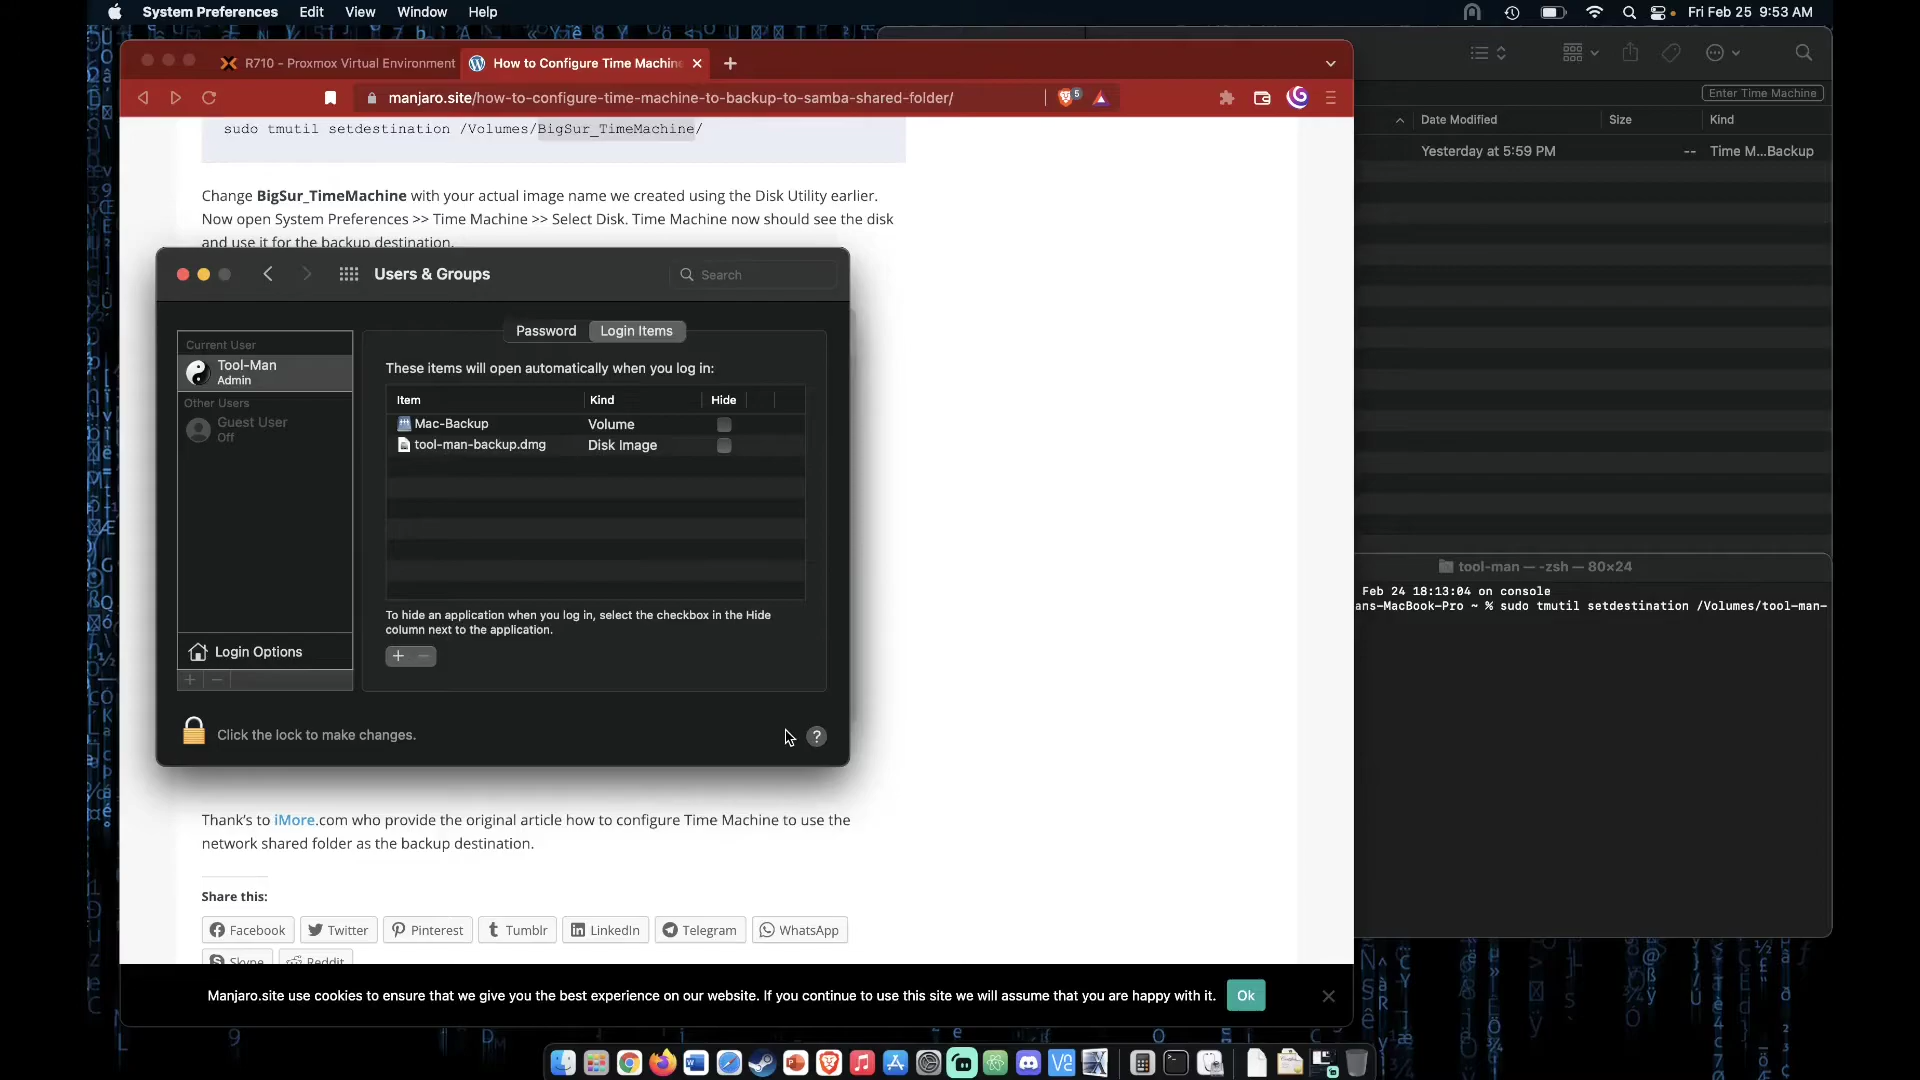 System Preferences Edit View Window Help
Fri Feb 25 9:53 AM
R710 - Proxmox Virtual Environment
How to Configure Time Machin
manjaro.site/how-to-configure-time-machine-to-backup-to-samba-shared-folder/
5
Enter Time Machine
Date Modified Size Kind
Yesterday at 5:59 PM -- Time M...Backup
sudo tmutil setdestination /Volumes/BigSur_TimeMachine/
Change BigSur_TimeMachine with your actual image name we created using the Disk Utility earlier.
Now open System Preferences >> Time Machine >> Select Disk. Time Machine now should see the disk
and use it for the backup destination.
Users & Groups
Search
Current User
Tool-Man
Admin
Other Users
Guest User
Off
Login Options
Password Login Items
These items will open automatically when you log in:
Item Kind Hide
Mac-Backup Volume
tool-man-backup.dmg Disk Image
To hide an application when you log in, select the checkbox in the Hide
column next to the application.
+ −
+ −
Click the lock to make changes.
?
tool-man — -zsh — 80×24
Feb 24 18:13:04 on console
ans-MacBook-Pro ~ % sudo tmutil setdestination /Volumes/tool-man-
Thank's to iMore.com who provide the original article how to configure Time Machine to use the
network shared folder as the backup destination.
Share this:
Facebook Twitter Pinterest Tumblr LinkedIn Telegram WhatsApp
Skype Reddit
Manjaro.site use cookies to ensure that we give you the best experience on our website. If you continue to use this site we will assume that you are happy with it. Ok